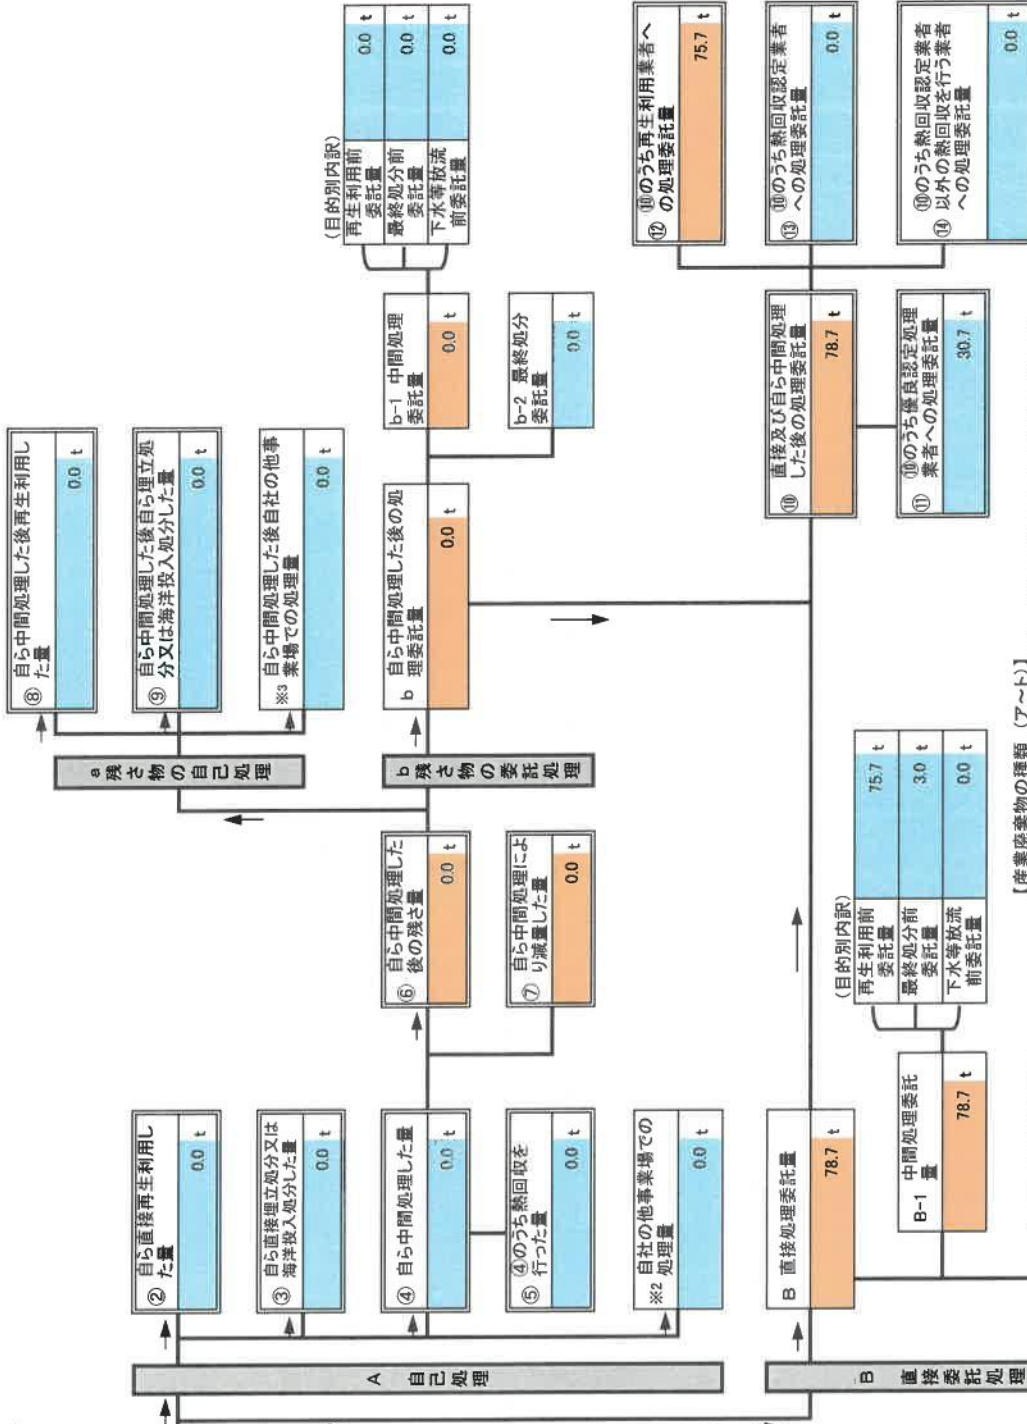 A 自己処理
② 自ら直接再生利用し
た量
0.0 t
③ 自ら直接埋立処分又は
海洋投入処分した量
0.0 t
④ 自ら中間処理した量
0.0 t
⑤ ④のうち熱回収を
行った量
0.0 t
※2 自社の他事業場での
処理量
0.0 t
⑥ 自ら中間処理した
後の残さ量
0.0 t
⑦ 自ら中間処理によ
り減量した量
0.0 t
a 残さ物の自己処理
⑧ 自ら中間処理した後再生利用し
た量
0.0 t
⑨ 自ら中間処理した後自ら埋立処
分又は海洋投入処分した量
0.0 t
※3 自ら中間処理した後自社の他事
業場での処理量
0.0 t
b 残さ物の委託処理
b 自ら中間処理した後の処
理委託量
0.0 t
b-1 中間処理
委託量
0.0 t
b-2 最終処分
委託量
0.0 t
(目的別内訳)
再生利用前
委託量
0.0 t
最終処分前
委託量
0.0 t
下水等放流
前委託量
0.0 t
B 直接委託処理
B 直接処理委託量
78.7 t
B-1 中間処理委託
量
78.7 t
(目的別内訳)
再生利用前
委託量
75.7 t
最終処分前
委託量
3.0 t
下水等放流
前委託量
0.0 t
⑩ 直接及び自ら中間処理
した後の処理委託量
78.7 t
⑪ ⑩のうち優良認定処理
業者への処理委託量
30.7 t
⑫ ⑩のうち再生利用業者へ
の処理委託量
75.7 t
⑬ ⑩のうち熱回収認定業者
への処理委託量
0.0 t
⑭ ⑩のうち熱回収認定業者
以外の熱回収を行う業者
への処理委託量
0.0 t
【産業廃棄物の種類 (ア~ト)】